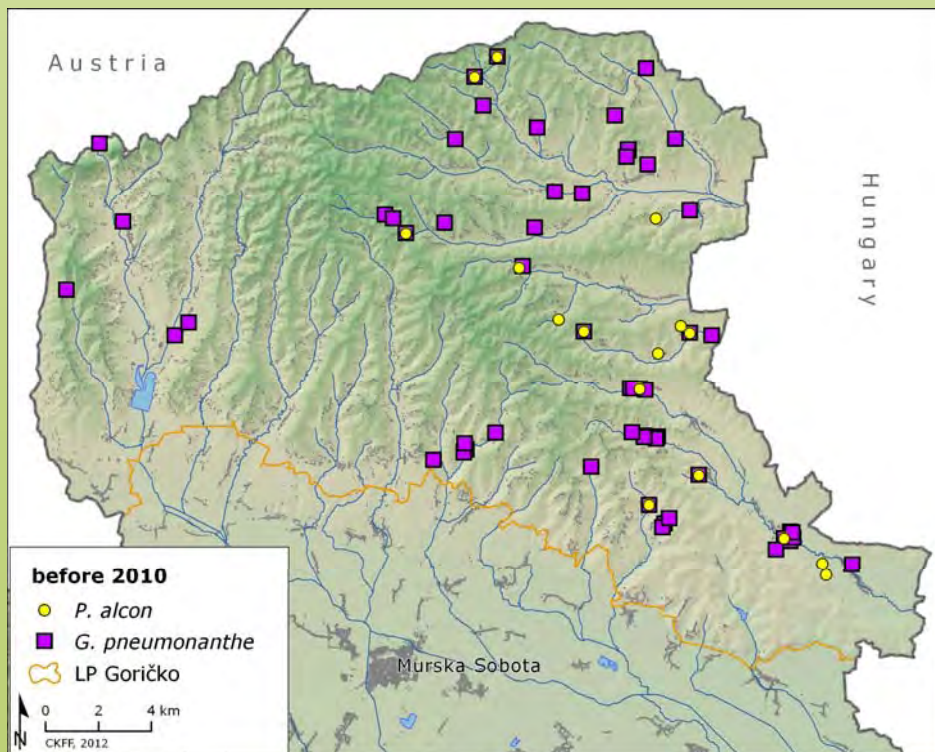 Austria
Hungary
Murska Sobota
before 2010
P. alcon
G. pneumonanthe
LP Goričko
0 2 4 km
N
CKFF, 2012